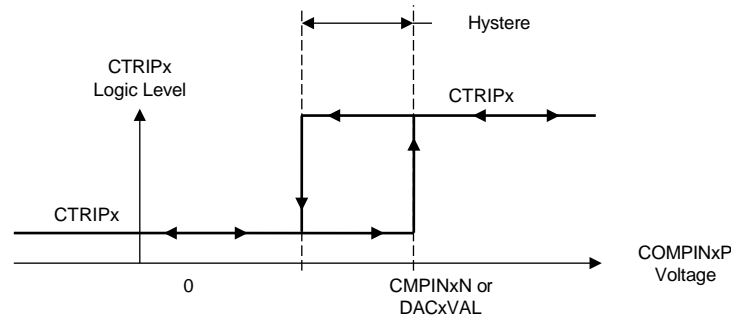 Hystere
CTRIPx
Logic Level
CTRIPx
CTRIPx
COMPINxP
Voltage
0
CMPINxN or
DACxVAL